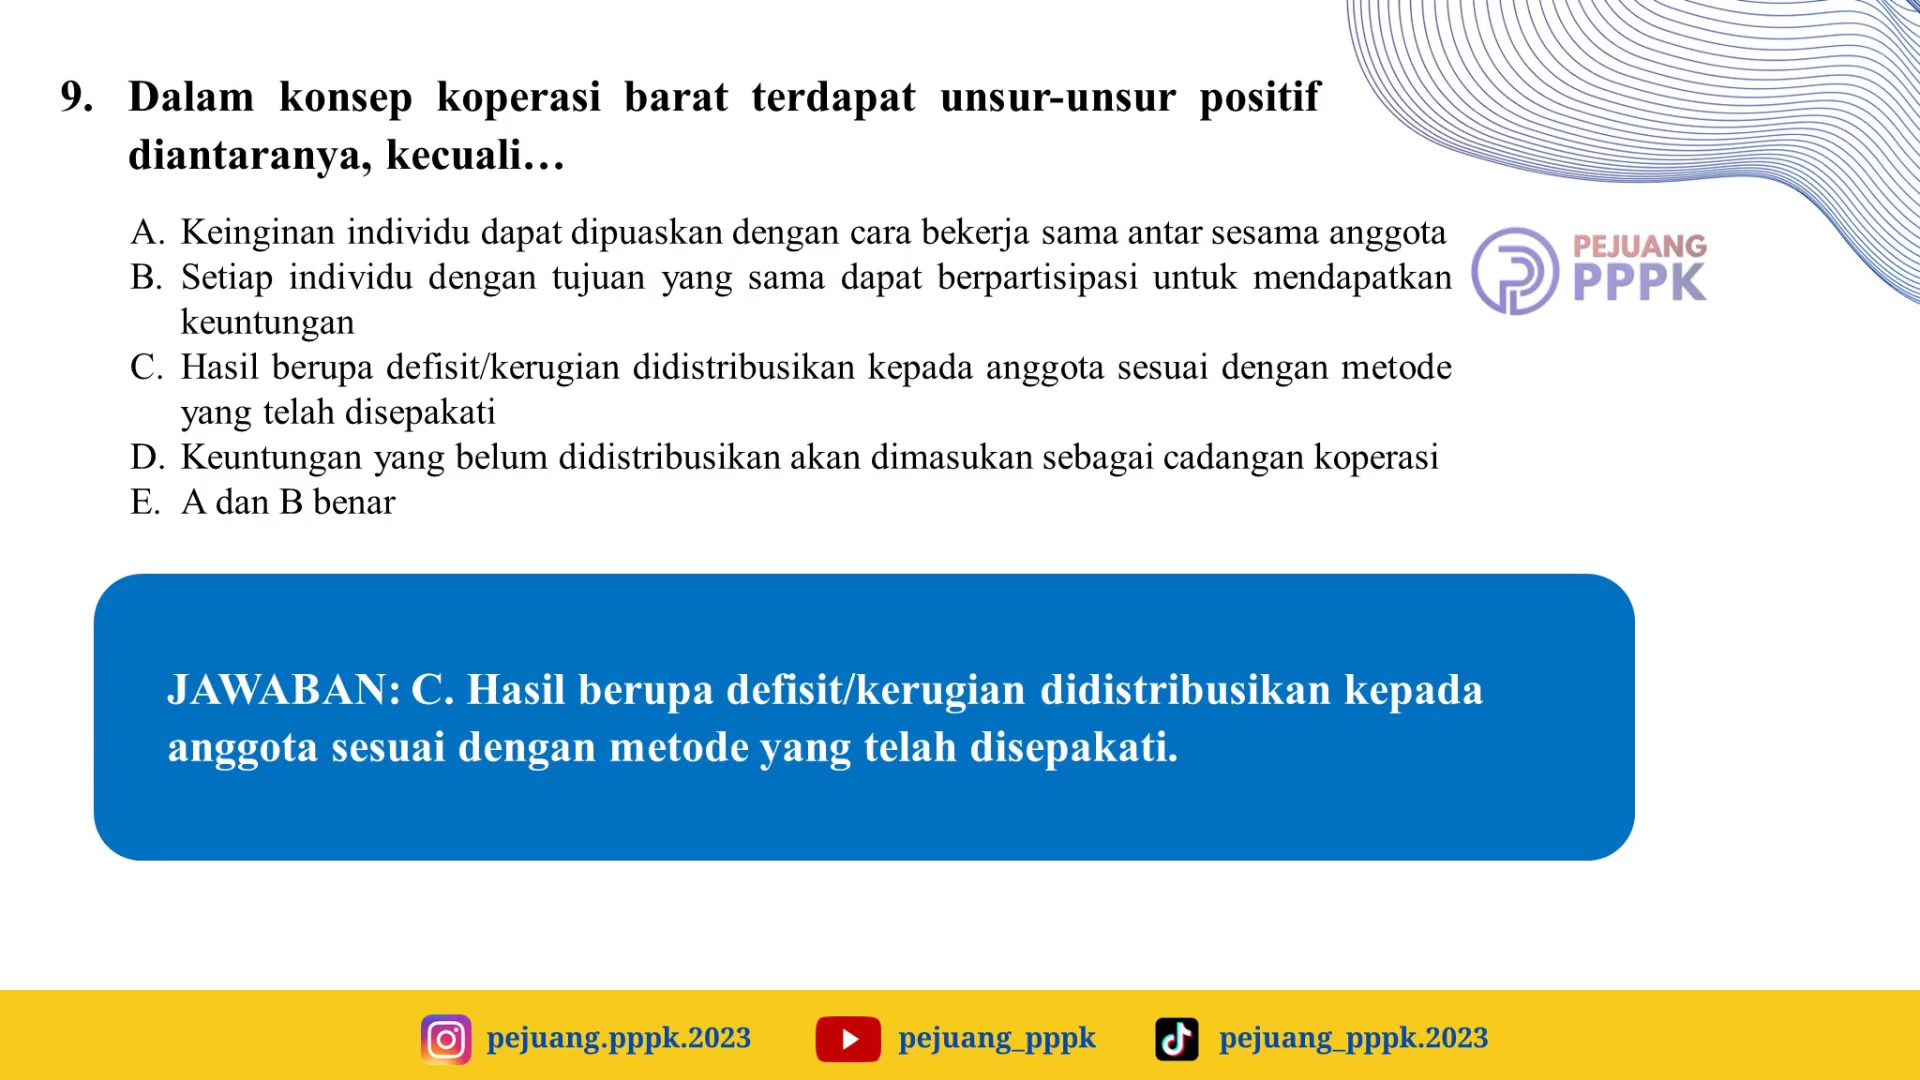 9. Dalam konsep koperasi barat terdapat unsur-unsur positif
diantaranya, kecuali…
A. Keinginan individu dapat dipuaskan dengan cara bekerja sama antar sesama anggota
B. Setiap individu dengan tujuan yang sama dapat berpartisipasi untuk mendapatkan
keuntungan
C. Hasil berupa defisit/kerugian didistribusikan kepada anggota sesuai dengan metode
yang telah disepakati
D. Keuntungan yang belum didistribusikan akan dimasukan sebagai cadangan koperasi
E. A dan B benar
PEJUANG
PPPK
JAWABAN: C. Hasil berupa defisit/kerugian didistribusikan kepada
anggota sesuai dengan metode yang telah disepakati.
pejuang.pppk.2023 pejuang_pppk pejuang_pppk.2023